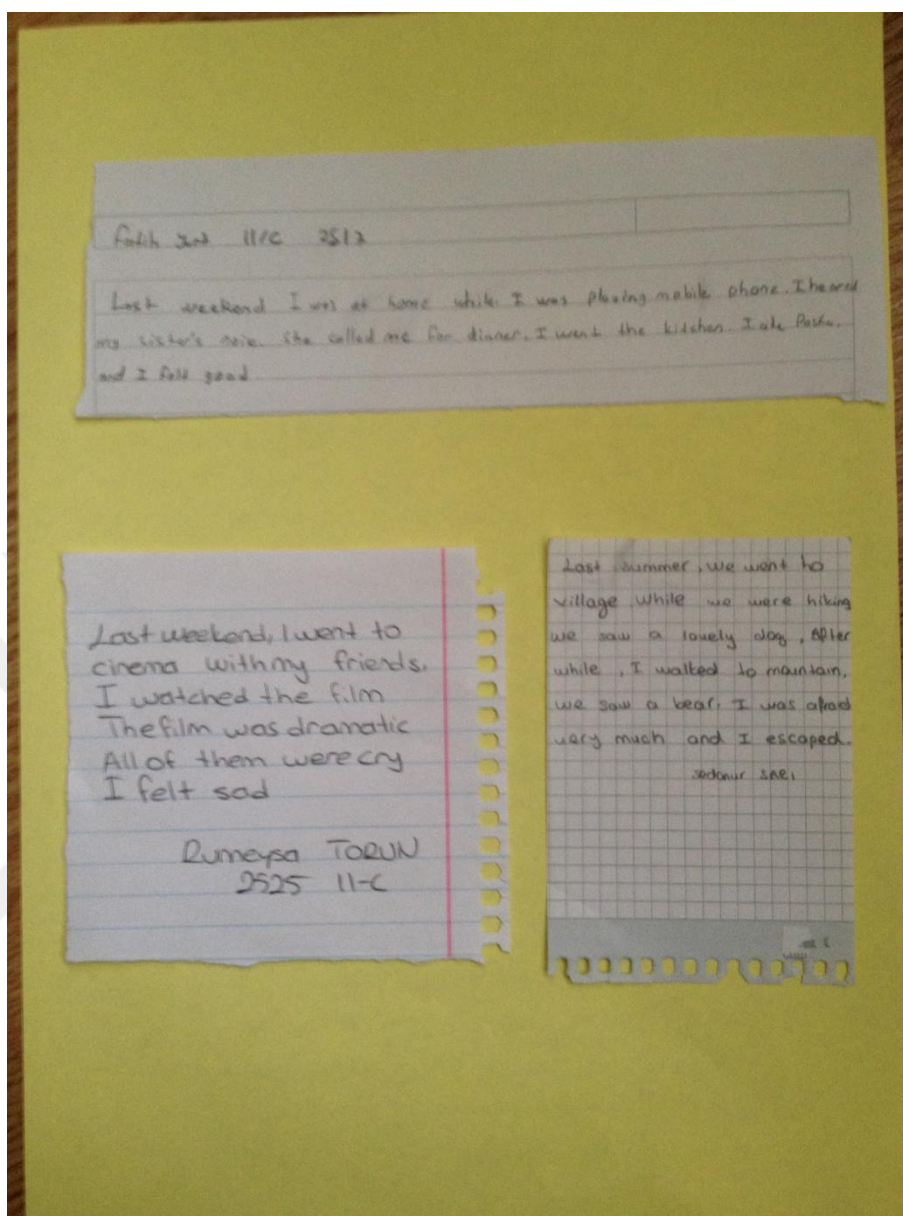 Fatih 11/C 2512
Last weekend I was at home while. I was playing mobile phone. I heared
my sister's noie. She called me for dinner. I went the kitchen. I ate Pasta.
and I felt good
Last weekend, I went to
cinema with my friends.
I watched the film
The film was dramatic
All of them were cry
I felt sad
Rumeysa TORUN
2525 11-C
Last summer, we went to
village. While we were hiking
we saw a lovely dog, After
while, I walked to mountain,
we saw a bear. I was afraid
very much and I escaped.
sedanur